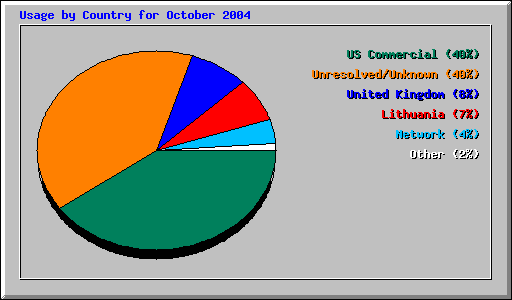 Usage by Country for October 2004
US Commercial (40%)
Unresolved/Unknown (40%)
United Kingdom (8%)
Lithuania (7%)
Network (4%)
Other (2%)